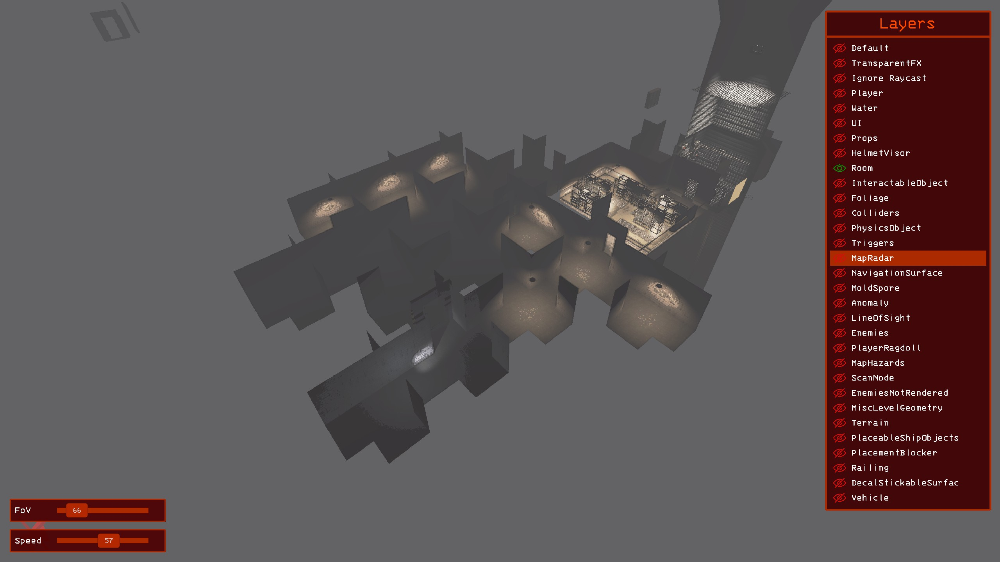 Layers
Default
TransparentFX
Ignore Raycast
Player
Water
UI
Props
HelmetVisor
Room
InteractableObject
Foliage
Colliders
PhysicsObject
Triggers
MapRadar
NavigationSurface
MoldSpore
Anomaly
LineOfSight
Enemies
PlayerRagdoll
MapHazards
ScanNode
EnemiesNotRendered
MiscLevelGeometry
Terrain
PlaceableShipObjects
PlacementBlocker
Railing
DecalStickableSurfac
Vehicle
FoV 66
Speed 57